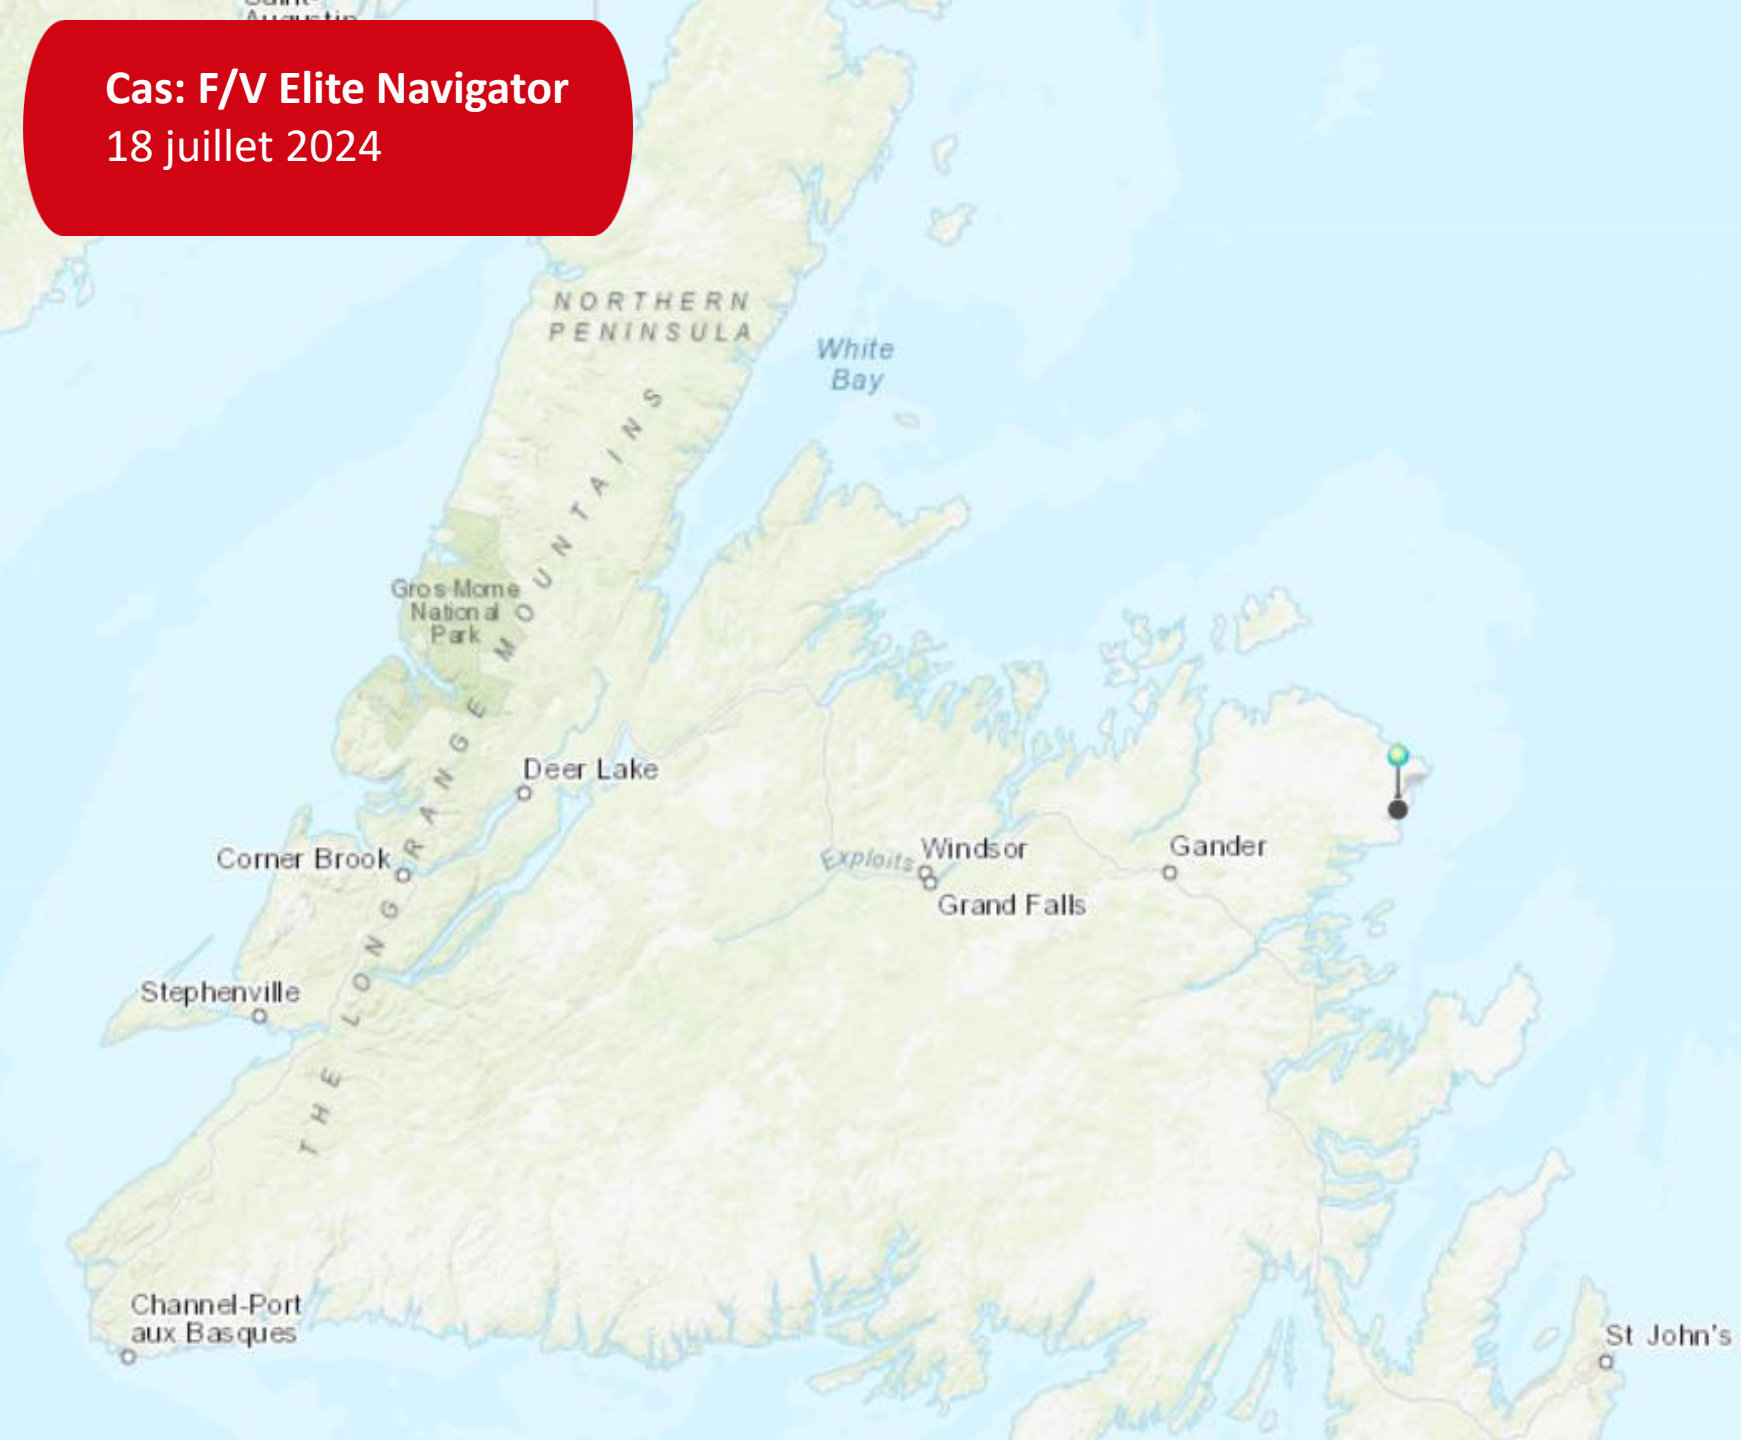 Cas: F/V Elite Navigator
18 juillet 2024
NORTHERN
PENINSULA
White
Bay
THE LONG RANGE MOUNTAINS
Gros Morne
National
Park
Deer Lake
Corner Brook
Exploits
Windsor
Grand Falls
Gander
Stephenville
Channel-Port
aux Basques
St John's